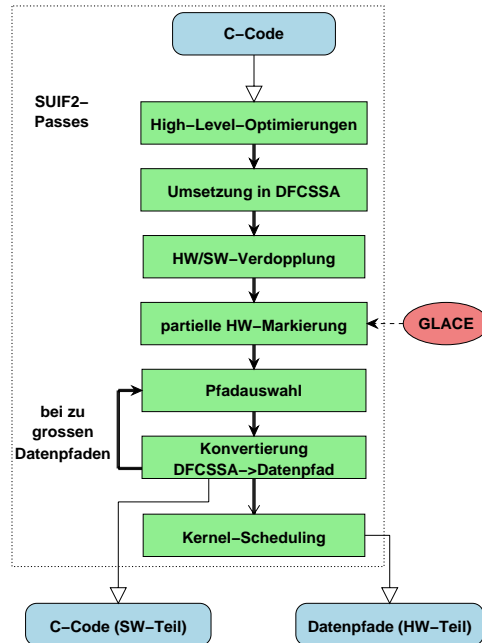 C-Code
SUIF2-
Passes
High-Level-Optimierungen
Umsetzung in DFCSSA
HW/SW-Verdopplung
partielle HW-Markierung
GLACE
Pfadauswahl
bei zu
grossen
Datenpfaden
Konvertierung
DFCSSA->Datenpfad
Kernel-Scheduling
C-Code (SW-Teil)
Datenpfade (HW-Teil)